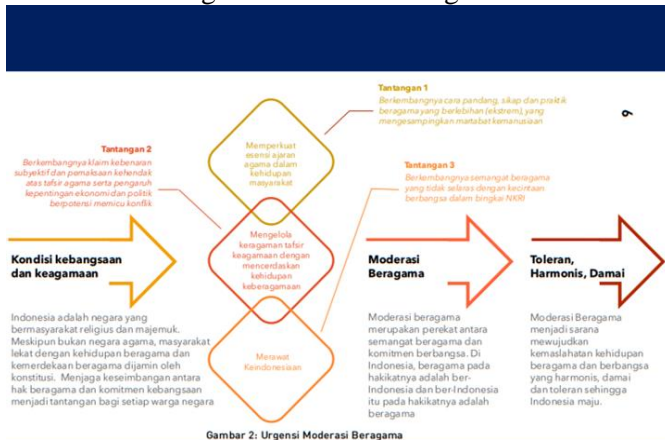 Tantangan 1
Berkembangnya cara pandang, sikap dan praktik
beragama yang berlebihan (ekstrem), yang
mengesampingkan martabat kemanusiaan
6
Tantangan 2
Berkembangnya klaim kebenaran
subyektif dan pemaksaan kehendak
atas tafsir agama serta pengaruh
kepentingan ekonomi dan politik
berpotensi memicu konflik
Memperkuat
esensi ajaran
agama dalam
kehidupan
masyarakat
Tantangan 3
Berkembangnya semangat beragama
yang tidak selaras dengan kecintaan
berbangsa dalam bingkai NKRI
Mengelola
keragaman tafsir
keagamaan dengan
mencerdaskan
kehidupan
keberagamaan
Merawat
Keindonesiaan
Kondisi kebangsaan
dan keagamaan
Indonesia adalah negara yang
bermasyarakat religius dan majemuk.
Meskipun bukan negara agama, masyarakat
lekat dengan kehidupan beragama dan
kemerdekaan beragama dijamin oleh
konstitusi. Menjaga keseimbangan antara
hak beragama dan komitmen kebangsaan
menjadi tantangan bagi setiap warga negara
Moderasi
Beragama
Moderasi beragama
merupakan perekat antara
semangat beragama dan
komitmen berbangsa. Di
Indonesia, beragama pada
hakikatnya adalah ber-
Indonesia dan ber-Indonesia
itu pada hakikatnya adalah
beragama
Toleran,
Harmonis, Damai
Moderasi Beragama
menjadi sarana
mewujudkan
kemaslahatan kehidupan
beragama dan berbangsa
yang harmonis, damai
dan toleran sehingga
Indonesia maju.
Gambar 2: Urgensi Moderasi Beragama